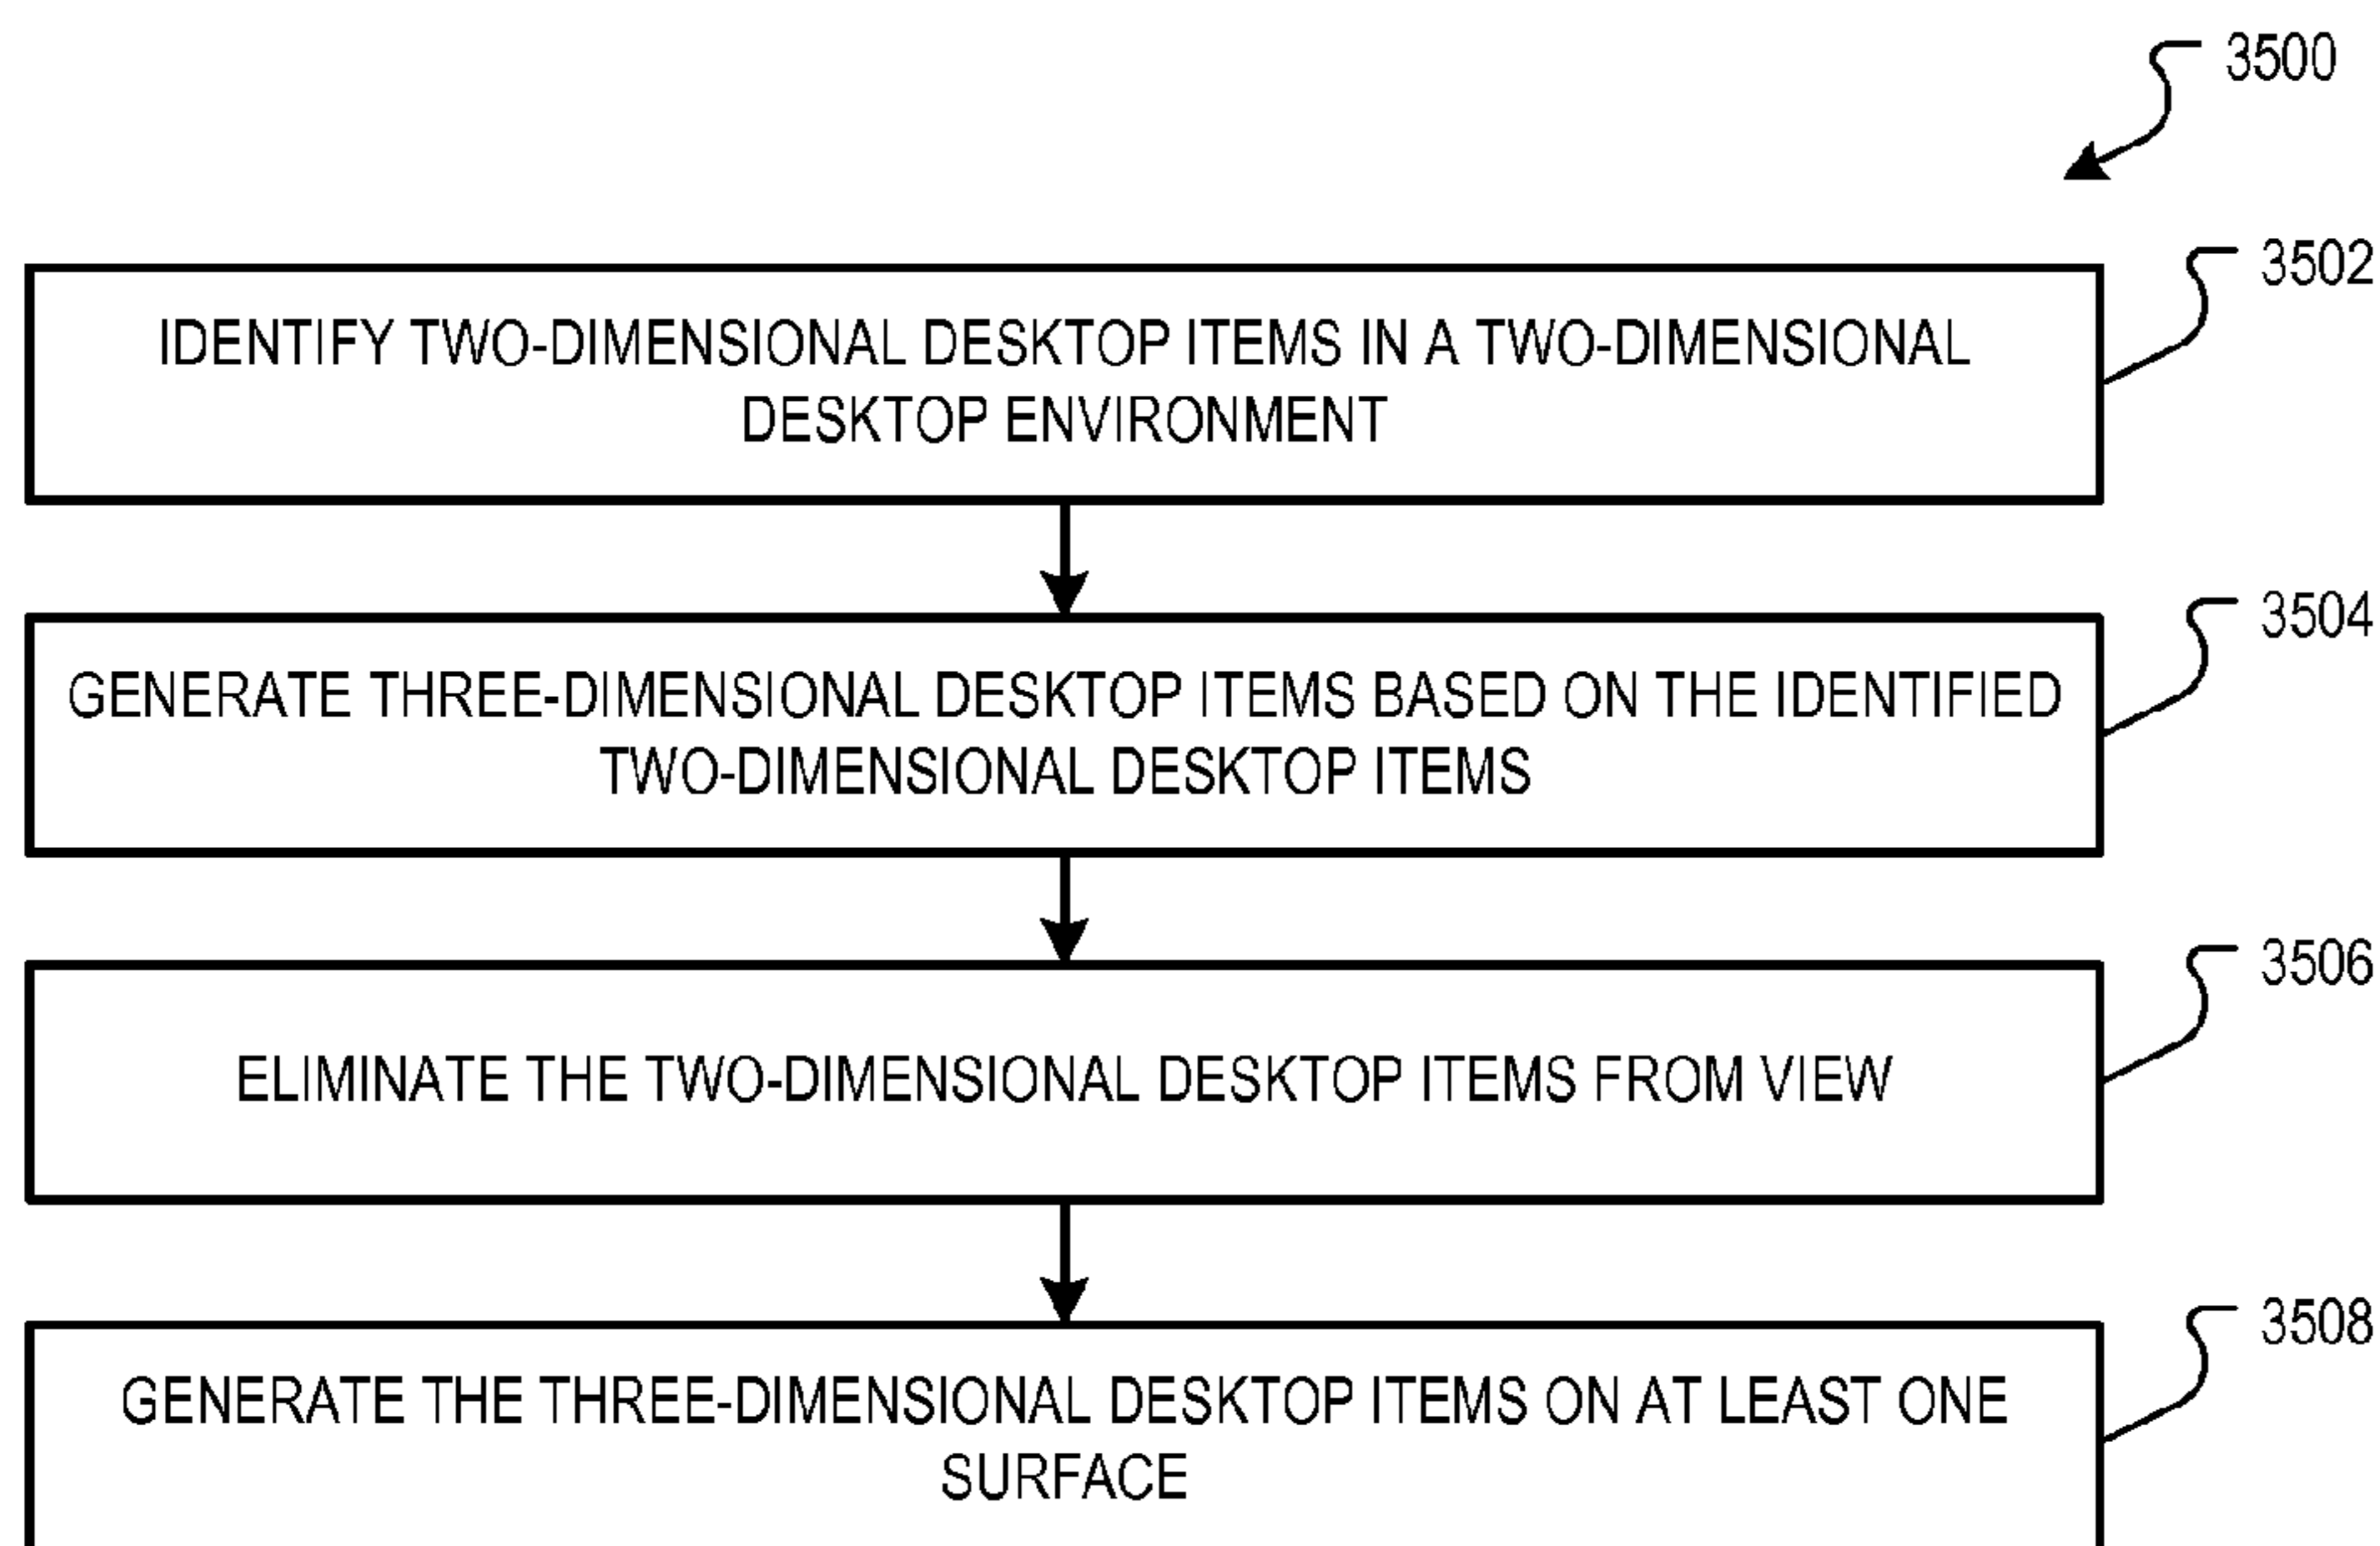 3500
3502
IDENTIFY TWO-DIMENSIONAL DESKTOP ITEMS IN A TWO-DIMENSIONAL
DESKTOP ENVIRONMENT
3504
GENERATE THREE-DIMENSIONAL DESKTOP ITEMS BASED ON THE IDENTIFIED
TWO-DIMENSIONAL DESKTOP ITEMS
3506
ELIMINATE THE TWO-DIMENSIONAL DESKTOP ITEMS FROM VIEW
3508
GENERATE THE THREE-DIMENSIONAL DESKTOP ITEMS ON AT LEAST ONE
SURFACE